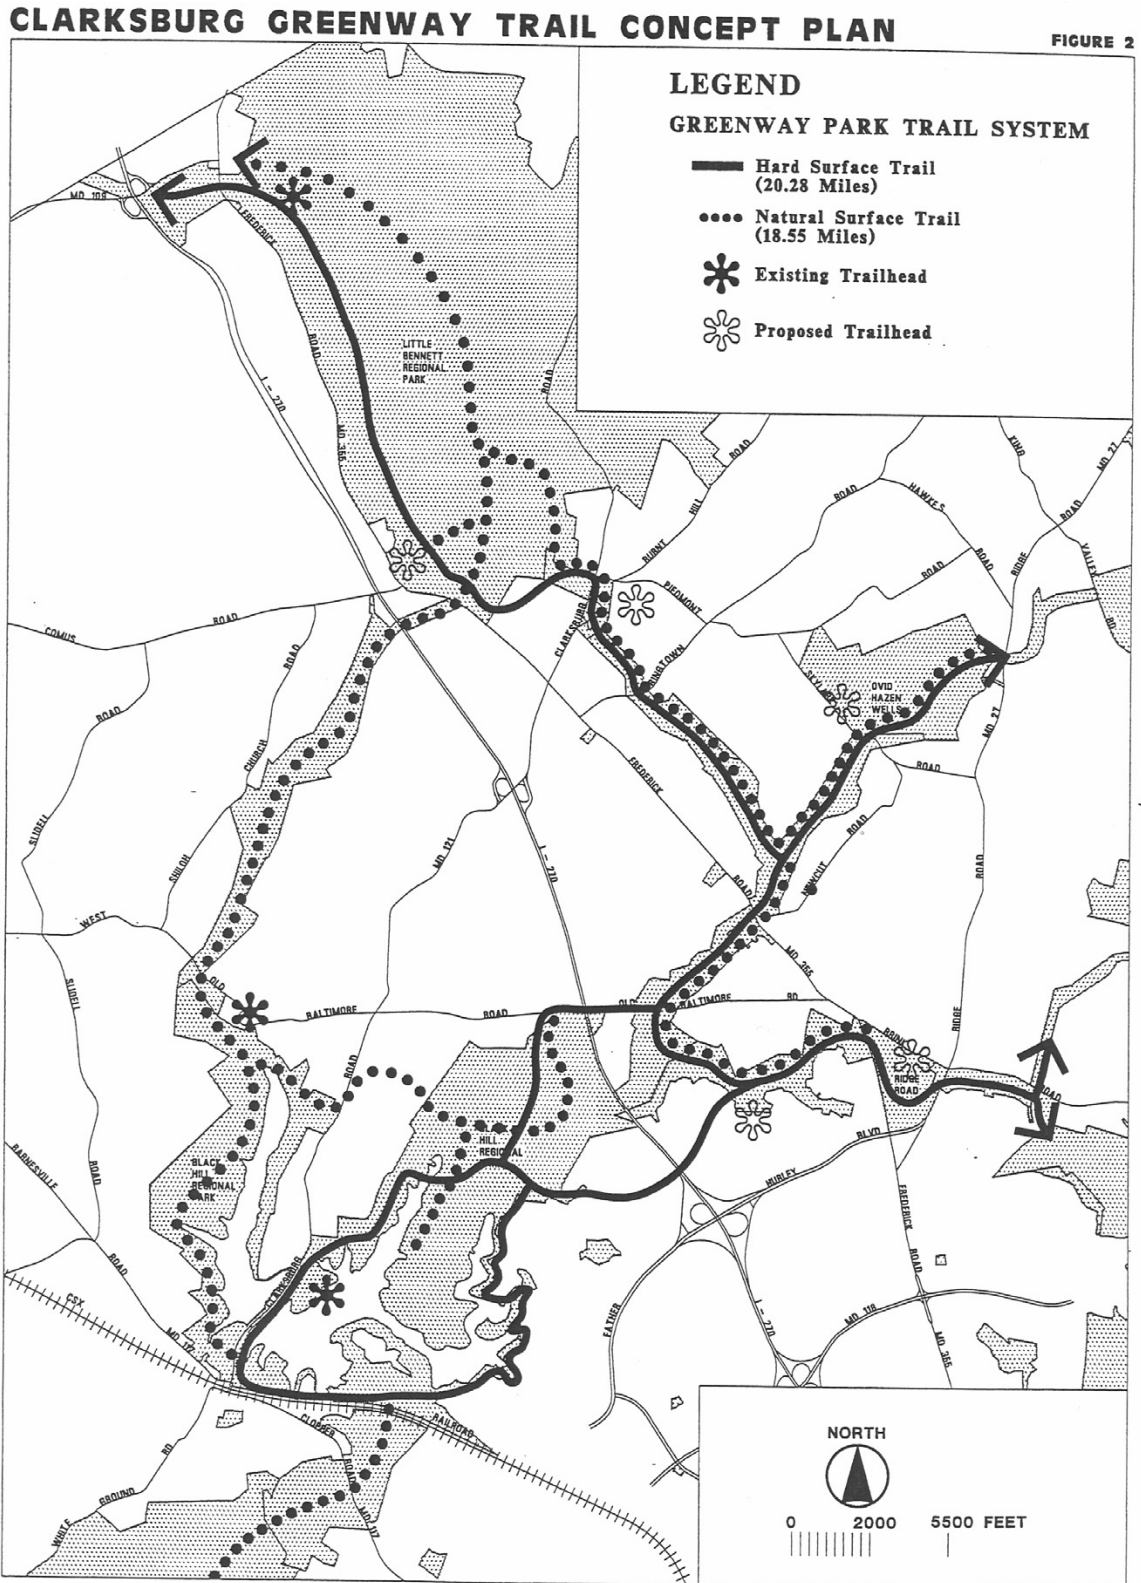 CLARKSBURG GREENWAY TRAIL CONCEPT PLAN
FIGURE 2
LEGEND
GREENWAY PARK TRAIL SYSTEM
Hard Surface Trail
(20.28 Miles)
Natural Surface Trail
(18.55 Miles)
Existing Trailhead
Proposed Trailhead
MD 109
FREDERICK
ROAD
LITTLE
BENNETT
REGIONAL
PARK
I-270
MD 355
ROAD
ROAD
HILL
BURNT
ROAD
HAWKES
ROAD
KING
MD 27
ROAD
RIDGE
VALLEY
RD
ROAD
PIEDMONT
COMUS
ROAD
ROAD
CHURCH
SHILOH
CLARKSBURG
OVID
HAZEN
WELLS
MD 27
ROAD
FREDERICK
ROAD
ROAD
NEWCUT
ROAD
ROAD
SLIDELL
MD 121
I-270
WEST
OLD
BALTIMORE
ROAD
OLD
BALTIMORE
RD
MD 355
RIDGE
SLIDELL
ROAD
ROAD
BRINK
RIDGE
ROAD
ROAD
BLACK
HILL
REGIONAL
PARK
HILL
REGIONAL
BLVD
HURLEY
FATHER
FREDERICK
ROAD
BARNESVILLE
ROAD
CLARKSBURG
CSX
MD 117
I-270
MD 118
MD 355
CLOPPER
ROAD
MD 117
RAILROAD
RD
GROUND
WHITE
NORTH
0 2000 5500 FEET